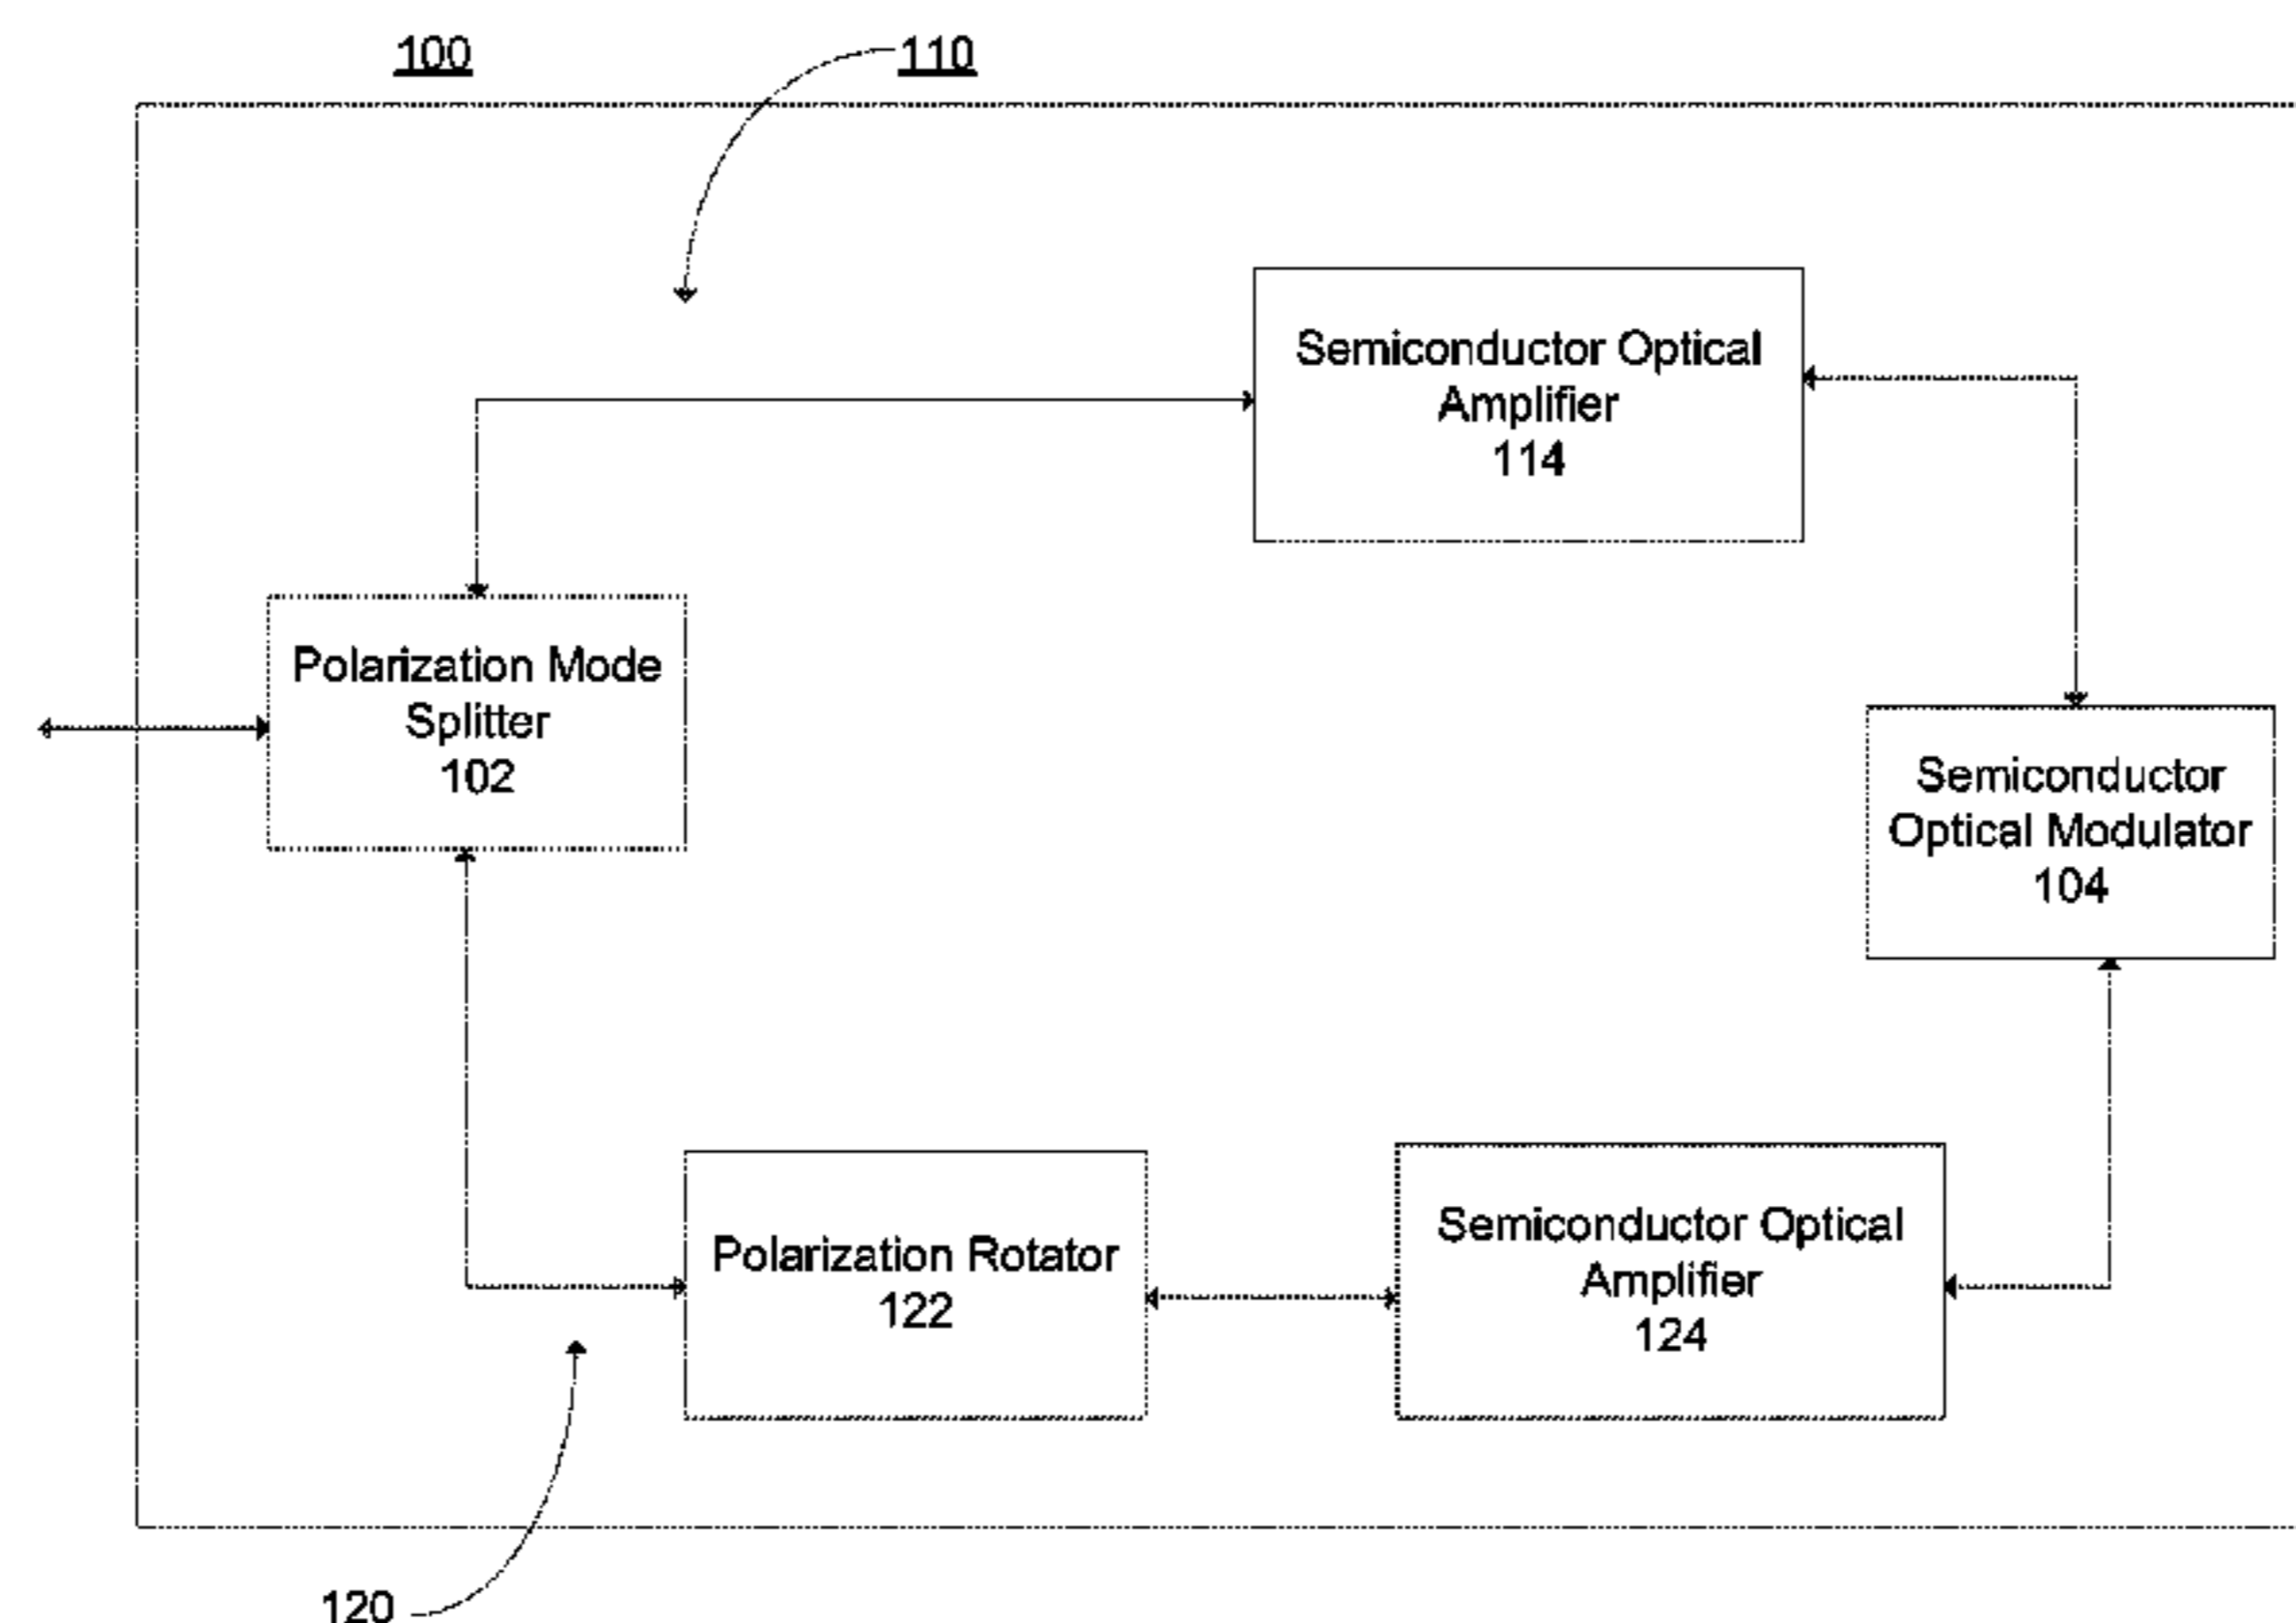 100
110
Semiconductor Optical
Amplifier
114
Polarization Mode
Splitter
102
Semiconductor
Optical Modulator
104
Polarization Rotator
122
Semiconductor Optical
Amplifier
124
120